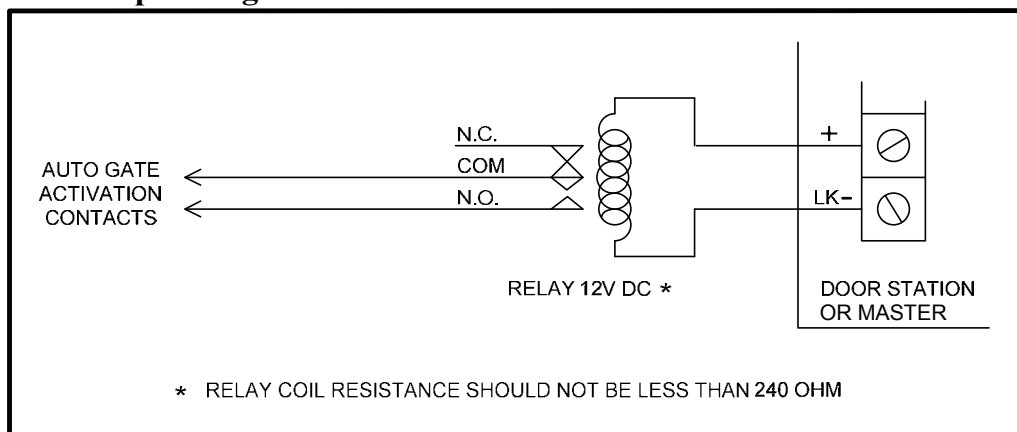 N.C.
COM
N.O.
AUTO GATE
ACTIVATION
CONTACTS
+
LK-
RELAY 12V DC *
DOOR STATION
OR MASTER
* RELAY COIL RESISTANCE SHOULD NOT BE LESS THAN 240 OHM